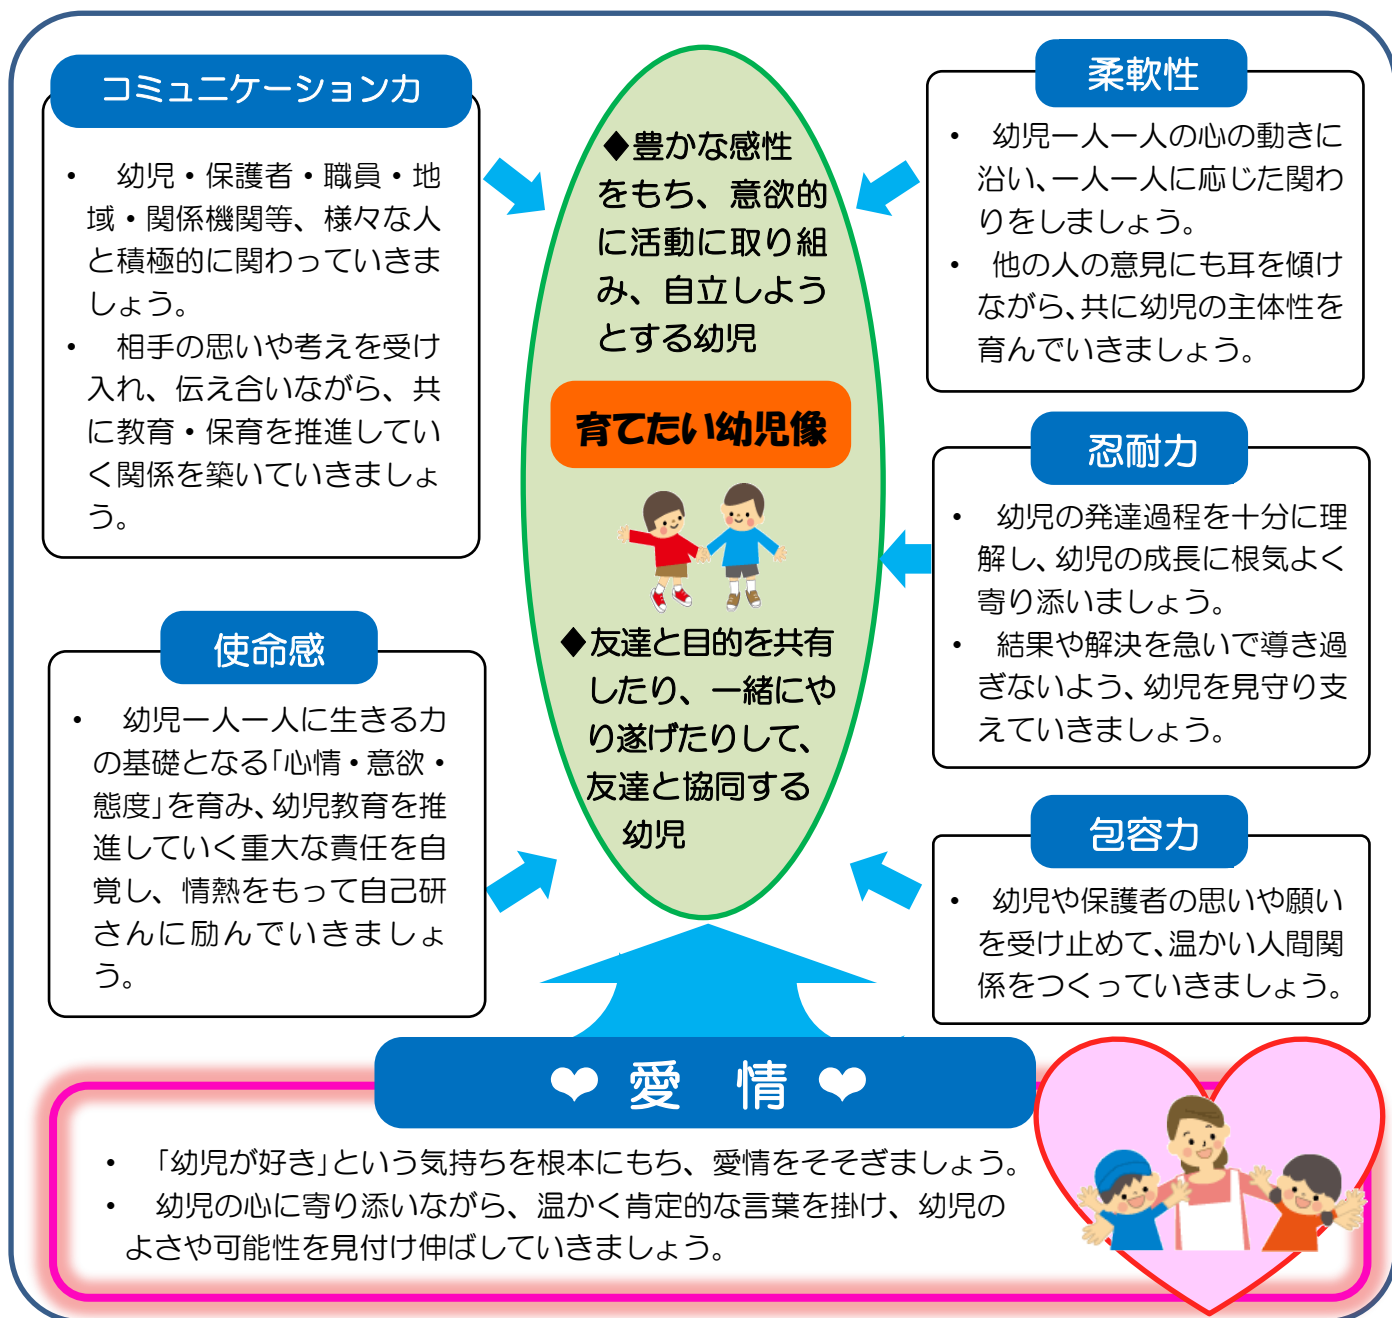 コミュニケーション力
・ 幼児・保護者・職員・地
域・関係機関等、様々な人
と積極的に関わっていきま
しょう。
・ 相手の思いや考えを受け
入れ、伝え合いながら、共
に教育・保育を推進してい
く関係を築いていきましょ
う。
使命感
・ 幼児一人一人に生きる力
の基礎となる「心情・意欲・
態度」を育み、幼児教育を推
進していく重大な責任を自
覚し、情熱をもって自己研
さんに励んでいきましょ
う。
◆豊かな感性
をもち、意欲的
に活動に取り組
み、自立しよう
とする幼児
育てたい幼児像
◆友達と目的を共有
したり、一緒にや
り遂げたりして、
友達と協同する
幼児
柔軟性
・ 幼児一人一人の心の動きに
沿い、一人一人に応じた関わ
りをしましょう。
・ 他の人の意見にも耳を傾け
ながら、共に幼児の主体性を
育んでいきましょう。
忍耐力
・ 幼児の発達過程を十分に理
解し、幼児の成長に根気よく
寄り添いましょう。
・ 結果や解決を急いで導き過
ぎないよう、幼児を見守り支
えていきましょう。
包容力
・ 幼児や保護者の思いや願い
を受け止めて、温かい人間関
係をつくっていきましょう。
❤ 愛 情 ❤
・ 「幼児が好き」という気持ちを根本にもち、愛情をそそぎましょう。
・ 幼児の心に寄り添いながら、温かく肯定的な言葉を掛け、幼児の
よさや可能性を見付け伸ばしていきましょう。